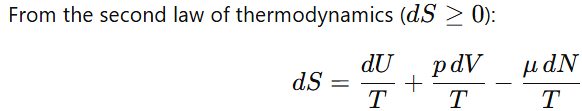 From the second law of thermodynamics (dS ≥ 0):
dS = dU/T + p dV/T − μ dN/T